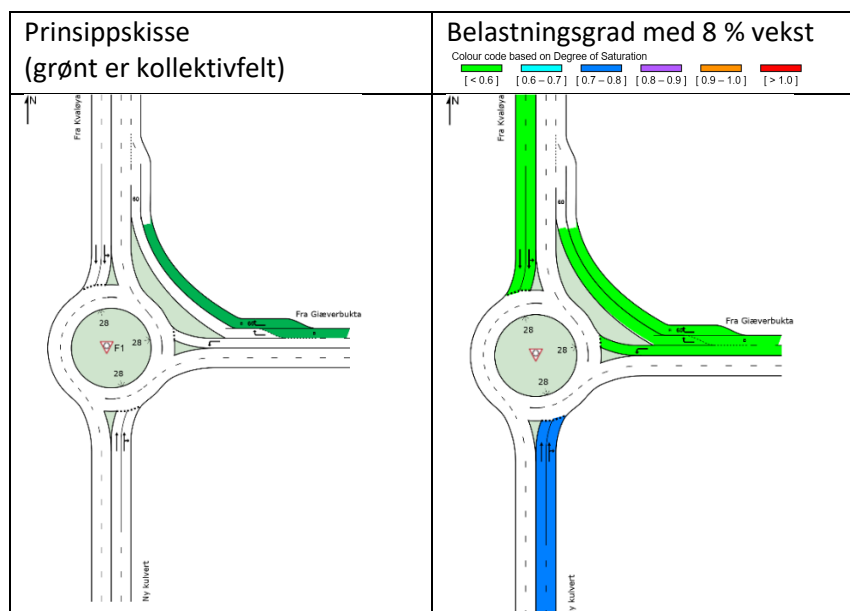 Prinsippskisse
(grønt er kollektivfelt)
N
Fra Kvaløya
60
Fra Giæverbukta
60
28
28
F1
28
Ny kulvert
Belastningsgrad med 8 % vekst
Colour code based on Degree of Saturation
[ < 0.6 ] [ 0.6 – 0.7 ] [ 0.7 – 0.8 ] [ 0.8 – 0.9 ] [ 0.9 – 1.0 ] [ > 1.0 ]
N
Fra Kvaløya
60
Fra Giæverbukta
60
28
28
28
Ny kulvert